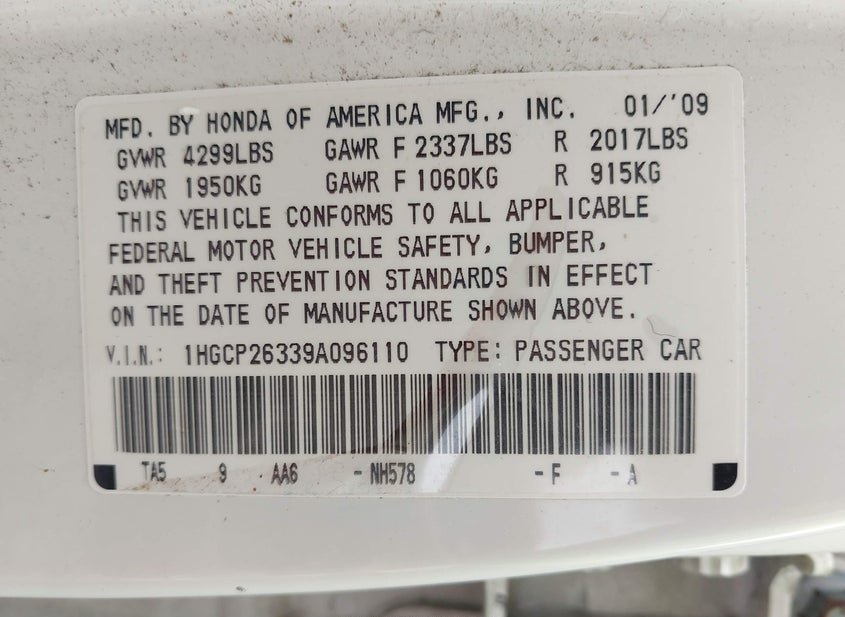 MFD. BY HONDA OF AMERICA MFG., INC. 01/'09
GVWR 4299LBS GAWR F 2337LBS R 2017LBS
GVWR 1950KG GAWR F 1060KG R 915KG
THIS VEHICLE CONFORMS TO ALL APPLICABLE
FEDERAL MOTOR VEHICLE SAFETY, BUMPER,
AND THEFT PREVENTION STANDARDS IN EFFECT
ON THE DATE OF MANUFACTURE SHOWN ABOVE.
V.I.N.: 1HGCP26339A096110 TYPE: PASSENGER CAR
TA5 9 AA6 -NH578 -F -A